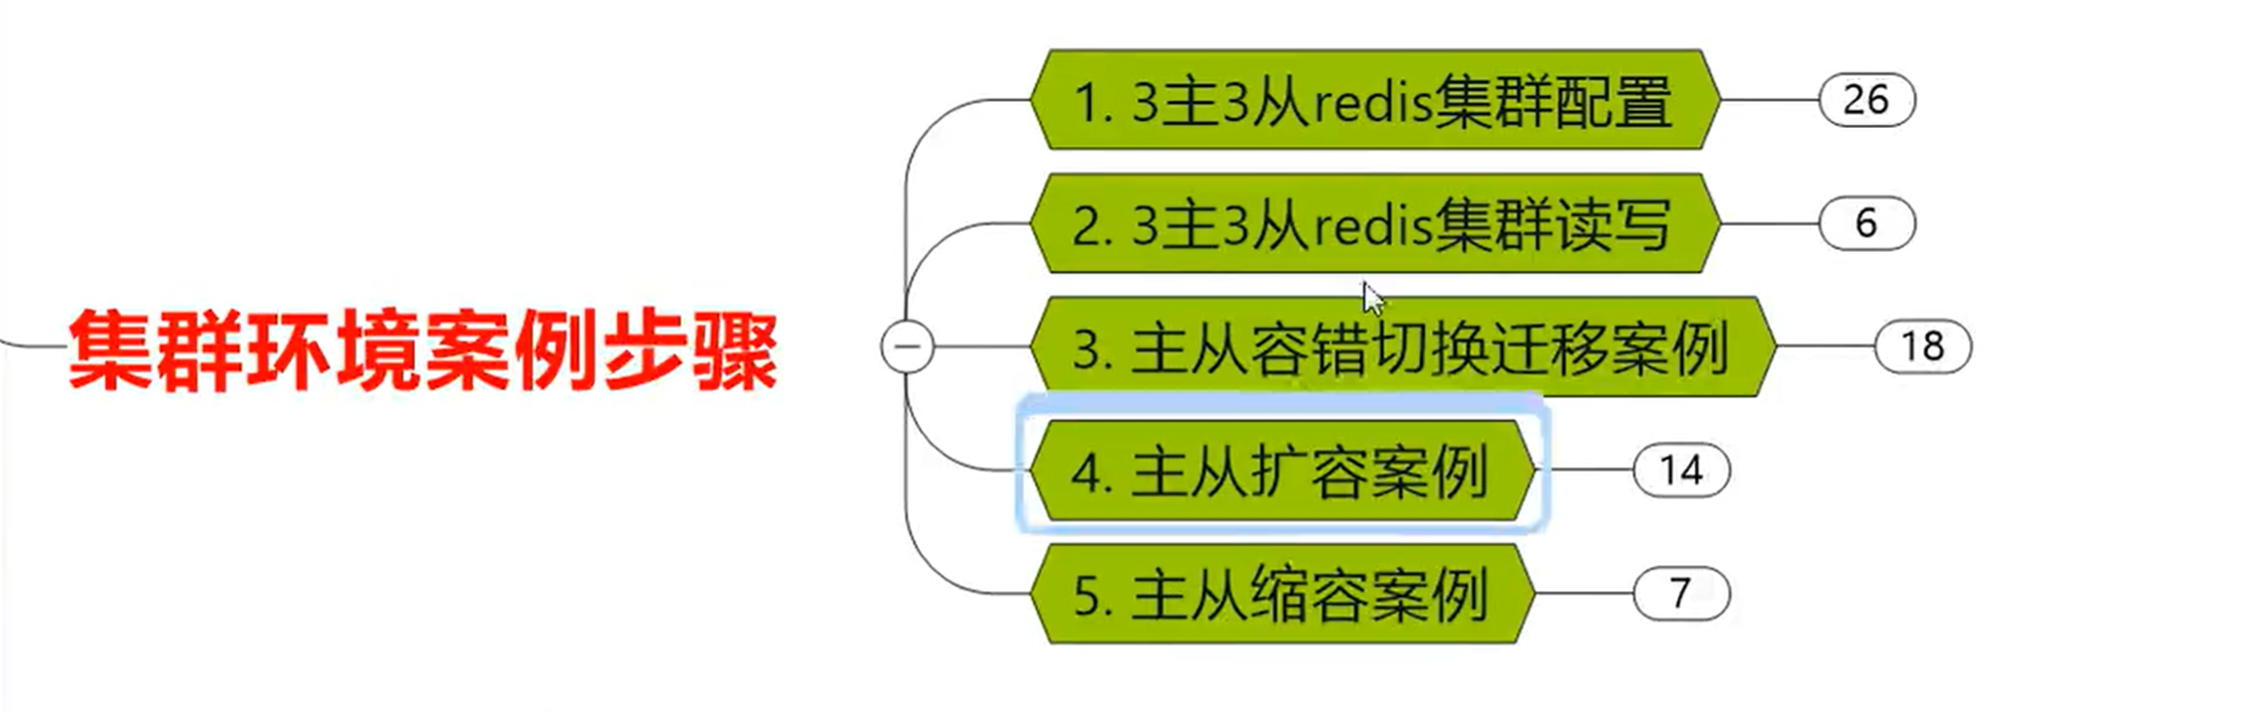 集群环境案例步骤
1. 3主3从redis集群配置
26
2. 3主3从redis集群读写
6
3. 主从容错切换迁移案例
18
4. 主从扩容案例
14
5. 主从缩容案例
7